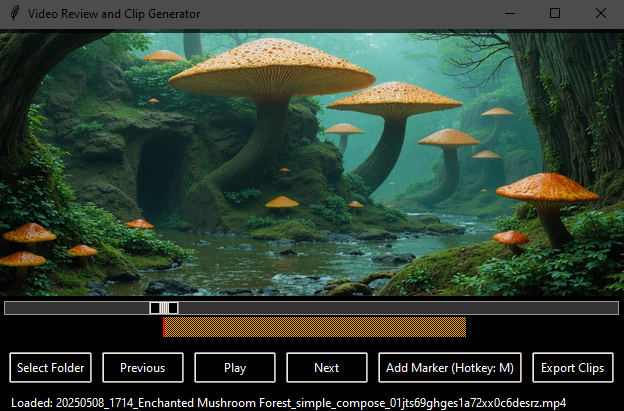 Video Review and Clip Generator
Select Folder
Previous
Play
Next
Add Marker (Hotkey: M)
Export Clips
Loaded: 20250508_1714_Enchanted Mushroom Forest_simple_compose_01jts69ghges1a72xx0c6desrz.mp4